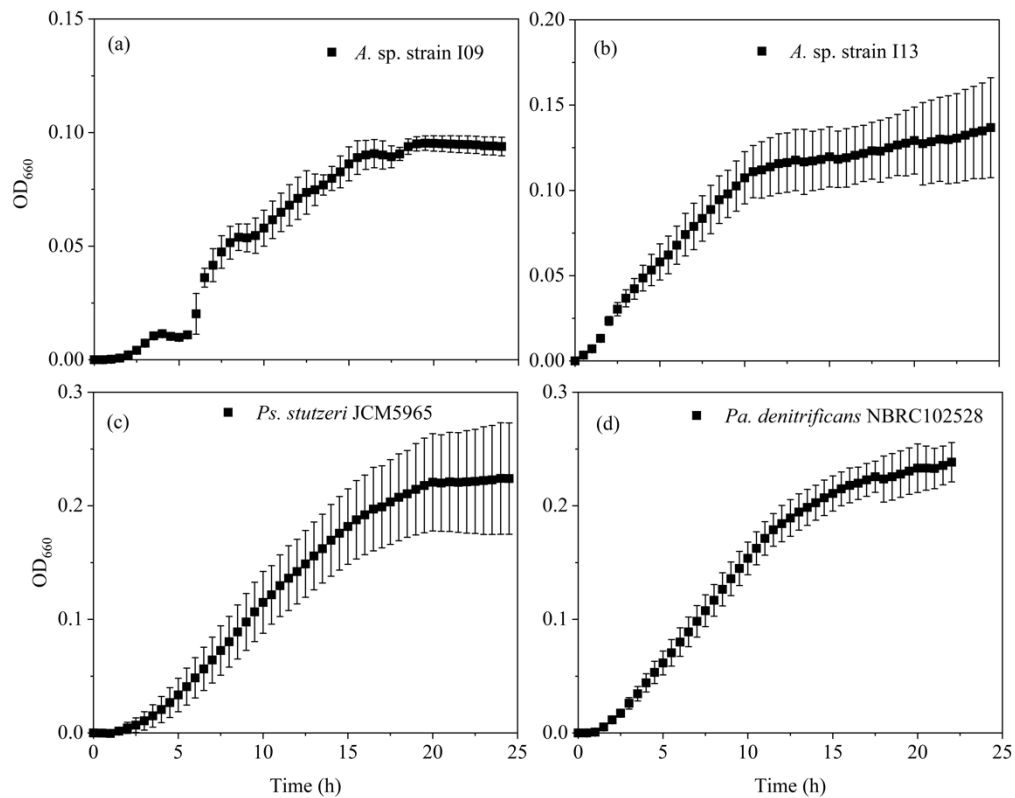 0.15
(a)
A. sp. strain I09
0.10
0.05
0.00
OD660
0.20
(b)
A. sp. strain I13
0.15
0.10
0.05
0.00
0.3
(c)
Ps. stutzeri JCM5965
0.2
0.1
0.0
OD660
0 5 10 15 20 25
Time (h)
0.3
(d)
Pa. denitrificans NBRC102528
0.2
0.1
0.0
0 5 10 15 20 25
Time (h)